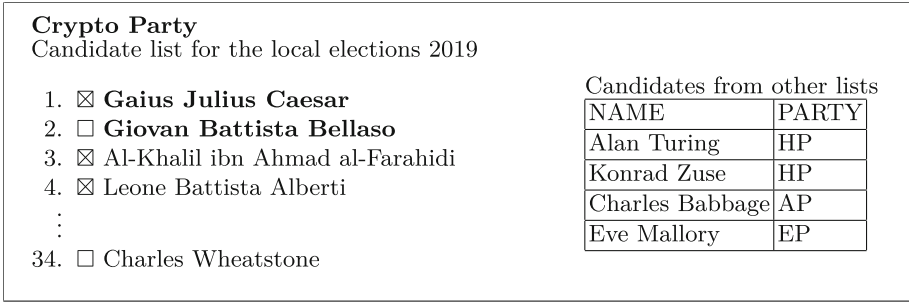 Crypto Party
Candidate list for the local elections 2019
1. ☒ Gaius Julius Caesar
2. ☐ Giovan Battista Bellaso
3. ☒ Al-Khalil ibn Ahmad al-Farahidi
4. ☒ Leone Battista Alberti
⋮
34. ☐ Charles Wheatstone
Candidates from other lists
NAME PARTY
Alan Turing HP
Konrad Zuse HP
Charles Babbage AP
Eve Mallory EP